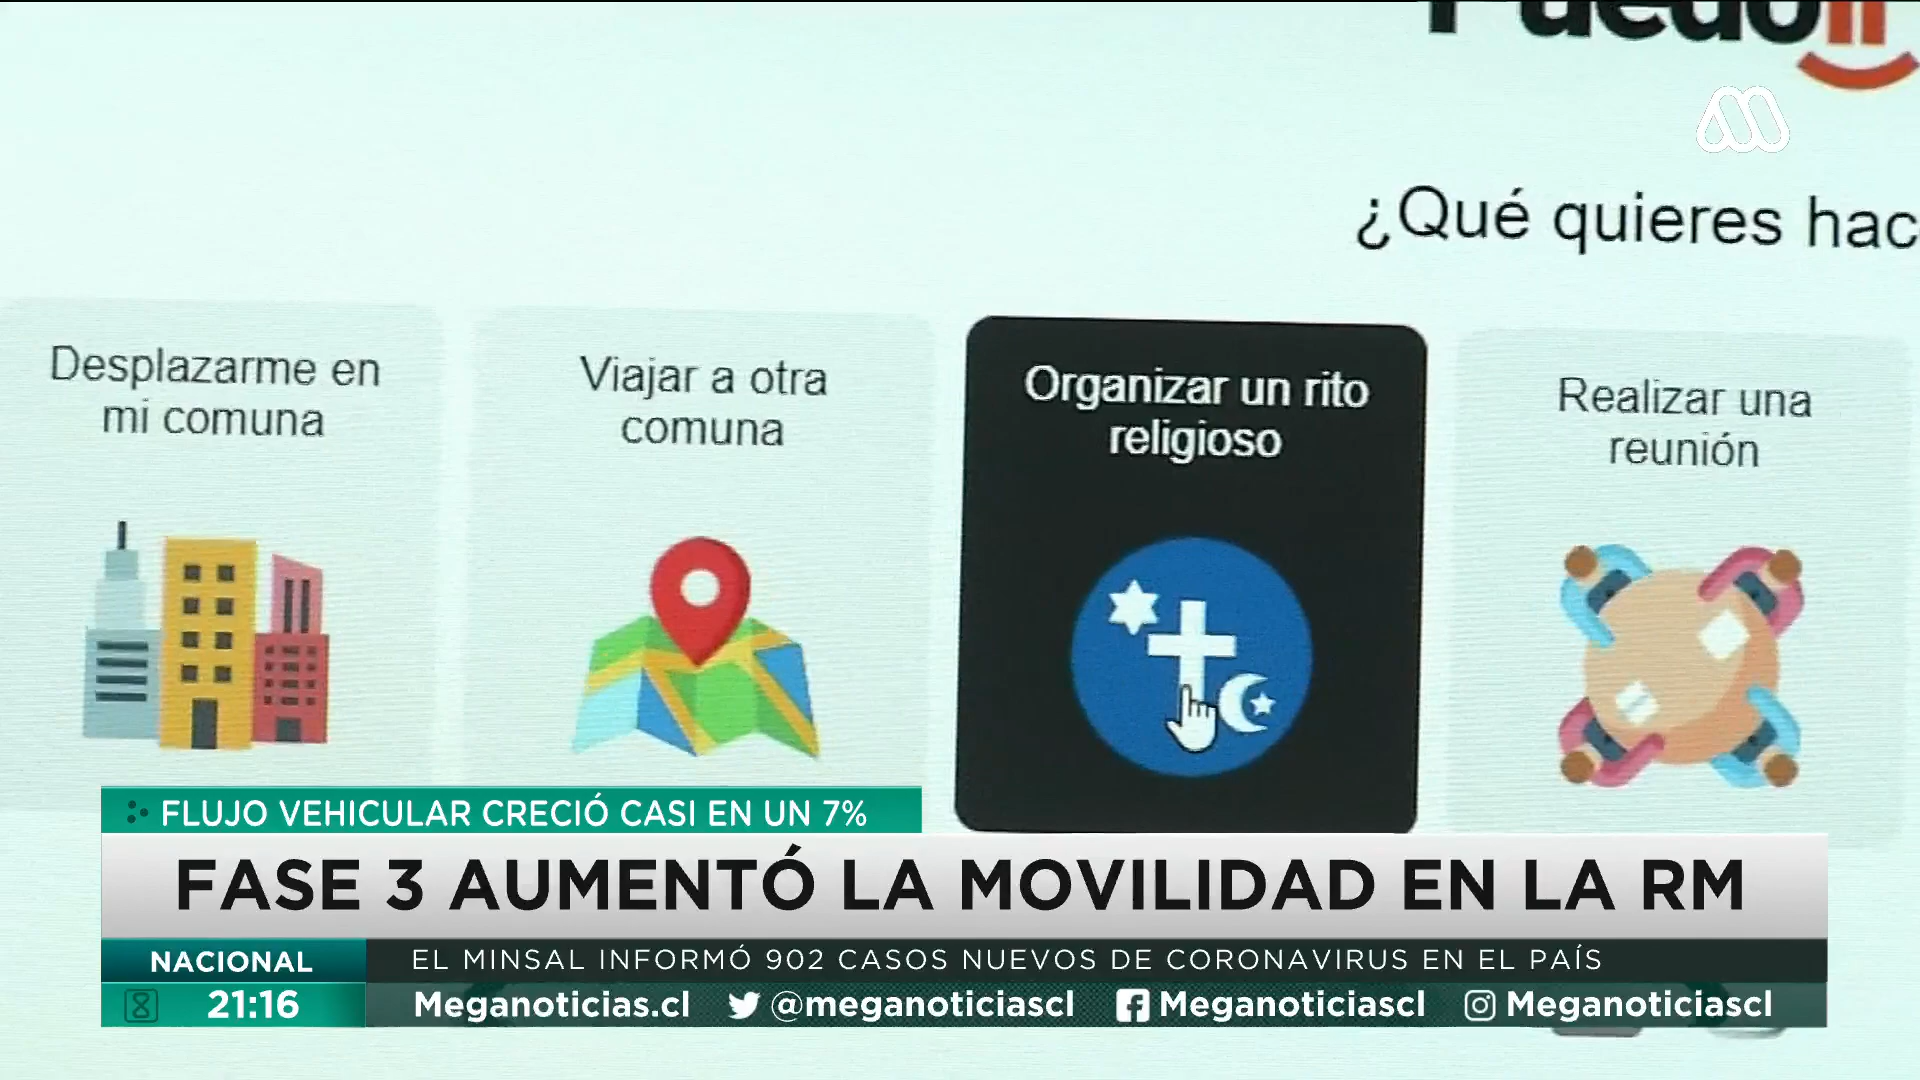 ¿Qué quieres hac
Desplazarme en
mi comuna
Viajar a otra
comuna
Organizar un rito
religioso
Realizar una
reunión
FLUJO VEHICULAR CRECIÓ CASI EN UN 7%
FASE 3 AUMENTÓ LA MOVILIDAD EN LA RM
NACIONAL
EL MINSAL INFORMÓ 902 CASOS NUEVOS DE CORONAVIRUS EN EL PAÍS
21:16
Meganoticias.cl @meganoticiascl Meganoticiascl Meganoticiascl